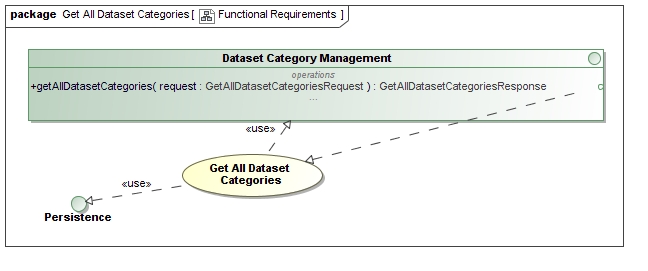 package Get All Dataset Categories [ Functional Requirements ]
Dataset Category Management
operations
+getAllDatasetCategories( request : GetAllDatasetCategoriesRequest ) : GetAllDatasetCategoriesResponse
...
«use»
Get All Dataset
Categories
«use»
Persistence